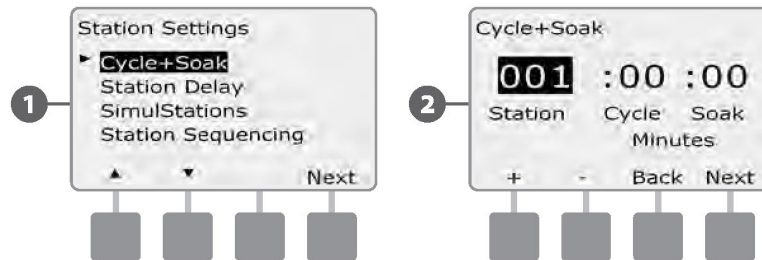 1
Station Settings
► Cycle+Soak
Station Delay
SimulStations
Station Sequencing
▲ ▼ Next
2
Cycle+Soak
001 :00 :00
Station Cycle Soak
Minutes
+ - Back Next